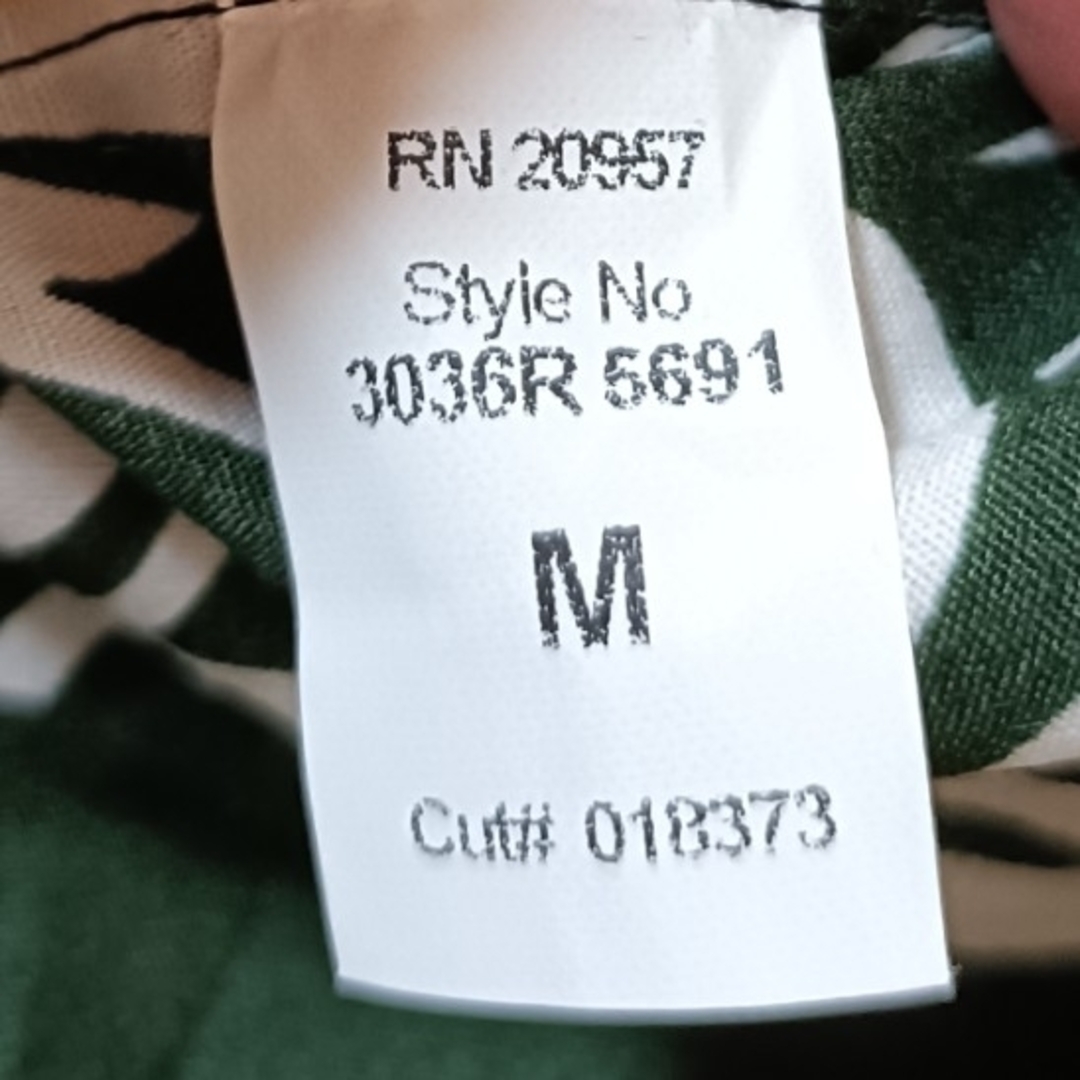 RN 20957
Style No
3036R 5691
M
Cut# 018373